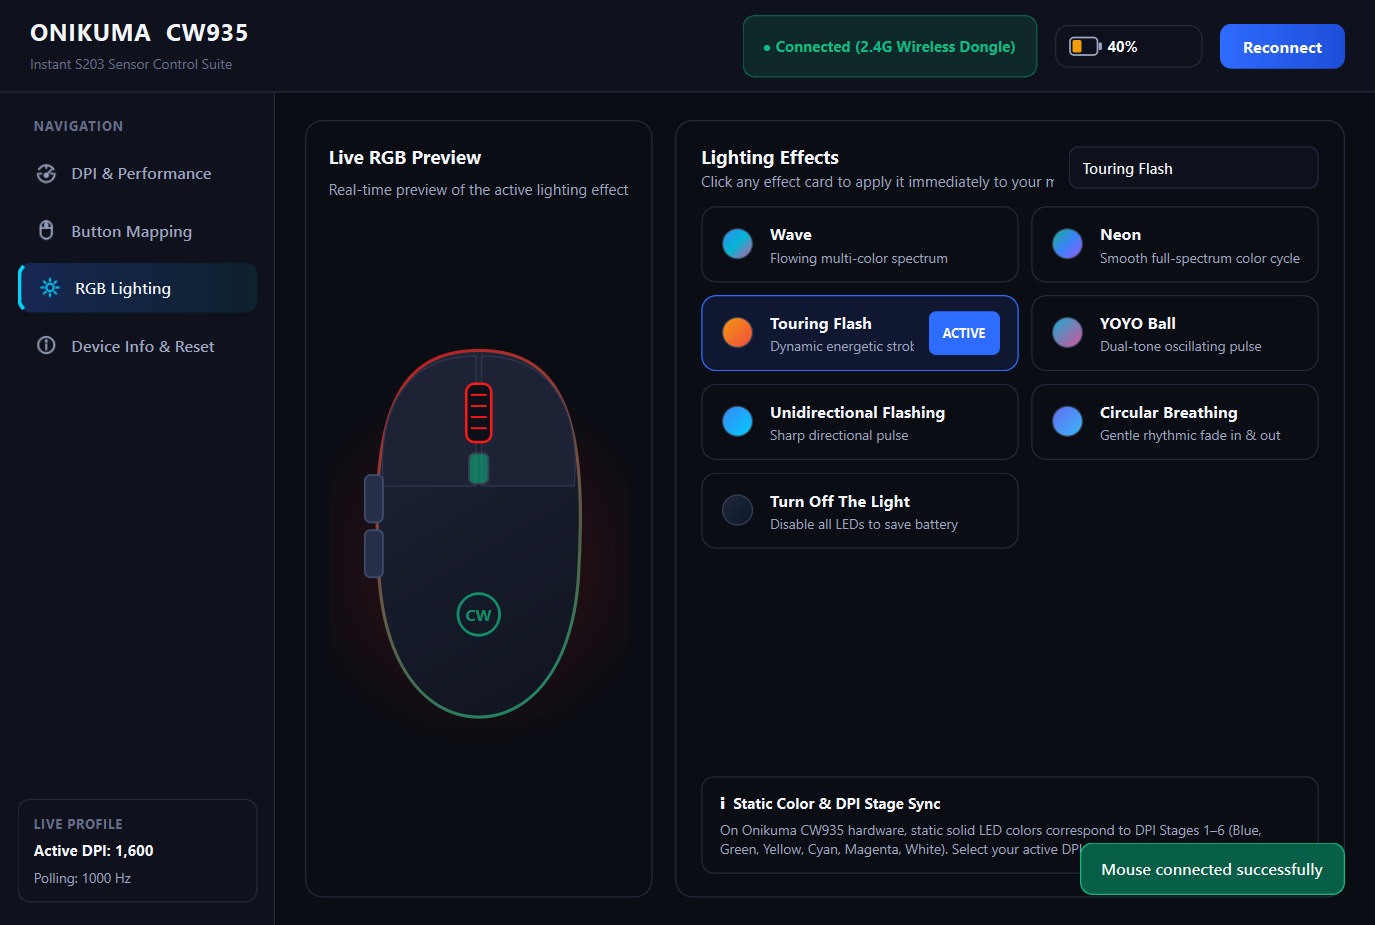 ONIKUMA CW935
Instant S203 Sensor Control Suite
● Connected (2.4G Wireless Dongle)
40%
Reconnect
NAVIGATION
DPI & Performance
Button Mapping
RGB Lighting
Device Info & Reset
LIVE PROFILE
Active DPI: 1,600
Polling: 1000 Hz
Live RGB Preview
Real-time preview of the active lighting effect
CW
Lighting Effects
Click any effect card to apply it immediately to your
Touring Flash
Wave
Flowing multi-color spectrum
Neon
Smooth full-spectrum color cycle
Touring Flash
Dynamic energetic
ACTIVE
YOYO Ball
Dual-tone oscillating pulse
Unidirectional Flashing
Sharp directional pulse
Circular Breathing
Gentle rhythmic fade in & out
Turn Off The Light
Disable all LEDs to save battery
ℹ Static Color & DPI Stage Sync
On Onikuma CW935 hardware, static solid LED colors correspond to DPI Stages 1–6 (Blue,
Green, Yellow, Cyan, Magenta, White). Select your active
Mouse connected successfully